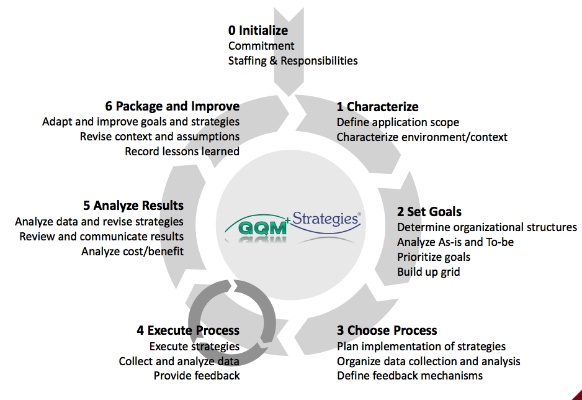 0 Initialize
Commitment
Staffing & Responsibilities
1 Characterize
Define application scope
Characterize environment/context
2 Set Goals
Determine organizational structures
Analyze As-is and To-be
Prioritize goals
Build up grid
3 Choose Process
Plan implementation of strategies
Organize data collection and analysis
Define feedback mechanisms
4 Execute Process
Execute strategies
Collect and analyze data
Provide feedback
5 Analyze Results
Analyze data and revise strategies
Review and communicate results
Analyze cost/benefit
6 Package and Improve
Adapt and improve goals and strategies
Revise context and assumptions
Record lessons learned
GQM+Strategies®